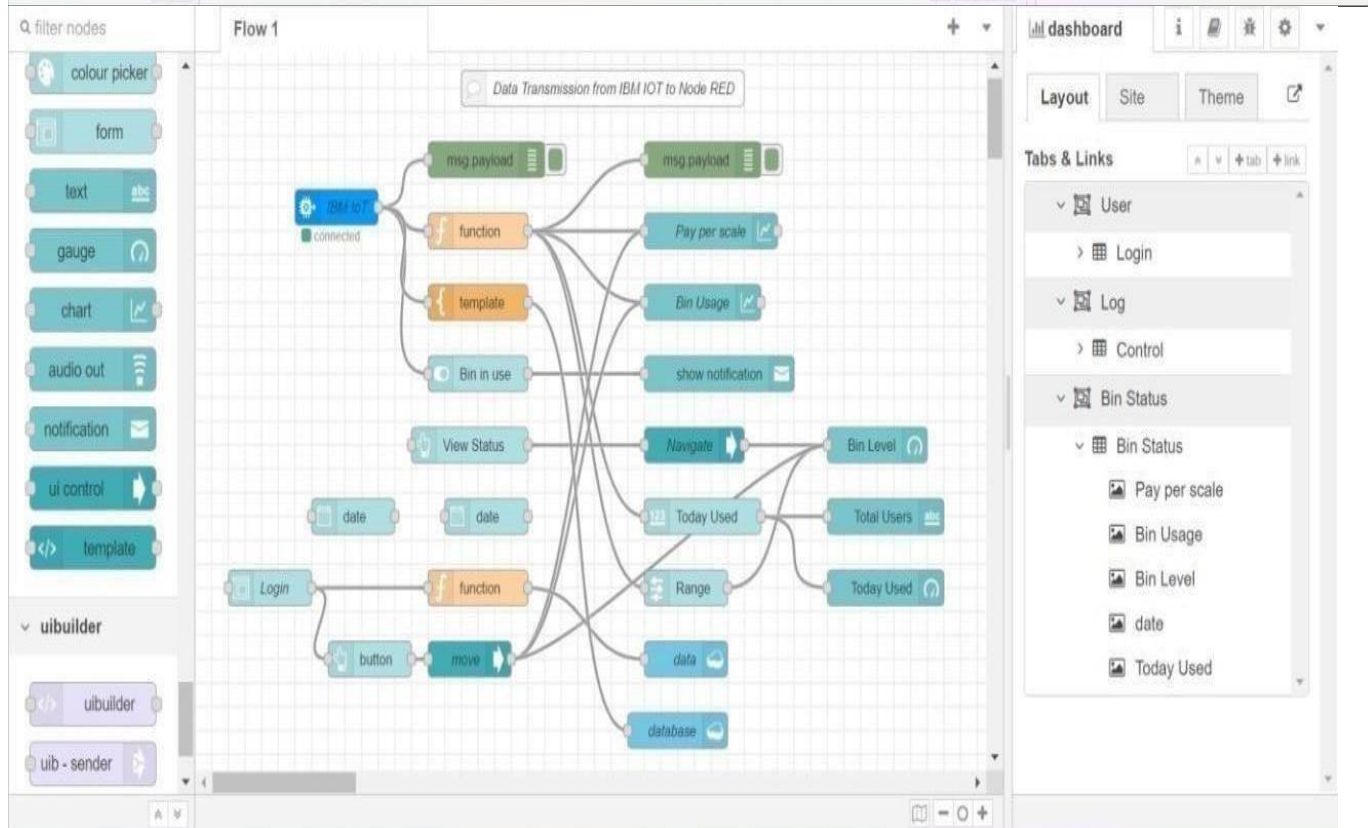 filter nodes
colour picker
form
text
abc
gauge
chart
audio out
notification
ui control
template
uibuilder
uibuilder
uib - sender
Flow 1
Data Transmission from IBM IOT to Node RED
msg.payload
msg.payload
IBM IoT
connected
function
Pay per scale
template
Bin Usage
Bin in use
show notification
View Status
Navigate
Bin Level
date
date
123
Today Used
Total Users
abc
Login
function
Range
Today Used
button
move
data
database
dashboard
i
Layout
Site
Theme
Tabs & Links
+ tab
+ link
User
Login
Log
Control
Bin Status
Bin Status
Pay per scale
Bin Usage
Bin Level
date
Today Used